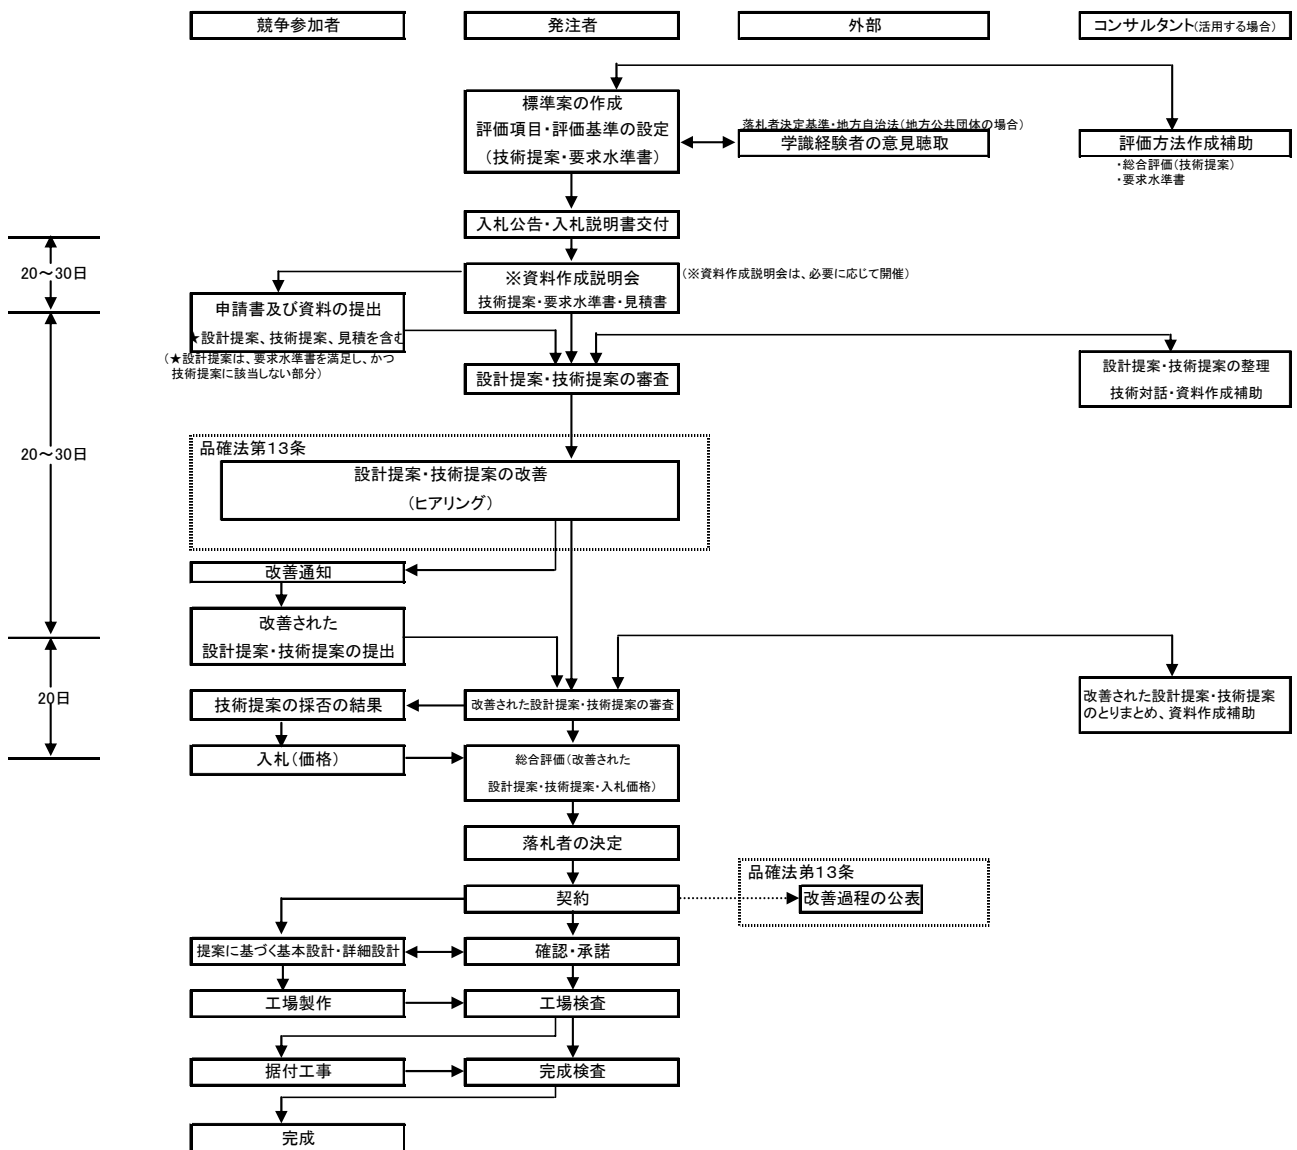 競争参加者
発注者
外部
コンサルタント(活用する場合)
標準案の作成
評価項目・評価基準の設定
(技術提案・要求水準書)
落札者決定基準・地方自治法(地方公共団体の場合)
学識経験者の意見聴取
評価方法作成補助
・総合評価(技術提案)
・要求水準書
入札公告・入札説明書交付
20～30日
※資料作成説明会
技術提案・要求水準書・見積書
(※資料作成説明会は、必要に応じて開催)
申請書及び資料の提出
★設計提案、技術提案、見積を含む
(★設計提案は、要求水準書を満足し、かつ
技術提案に該当しない部分)
設計提案・技術提案の審査
設計提案・技術提案の整理
技術対話・資料作成補助
20～30日
品確法第13条
設計提案・技術提案の改善
(ヒアリング)
改善通知
改善された
設計提案・技術提案の提出
20日
技術提案の採否の結果
改善された設計提案・技術提案の審査
改善された設計提案・技術提案
のとりまとめ、資料作成補助
入札(価格)
総合評価(改善された
設計提案・技術提案・入札価格)
落札者の決定
品確法第13条
契約
改善過程の公表
提案に基づく基本設計・詳細設計
確認・承諾
工場製作
工場検査
据付工事
完成検査
完成